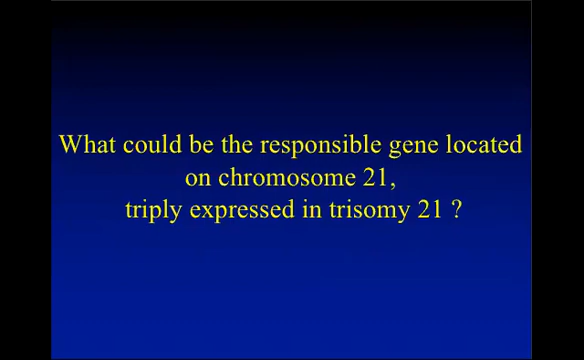 What could be the responsible gene located
on chromosome 21,
triply expressed in trisomy 21 ?